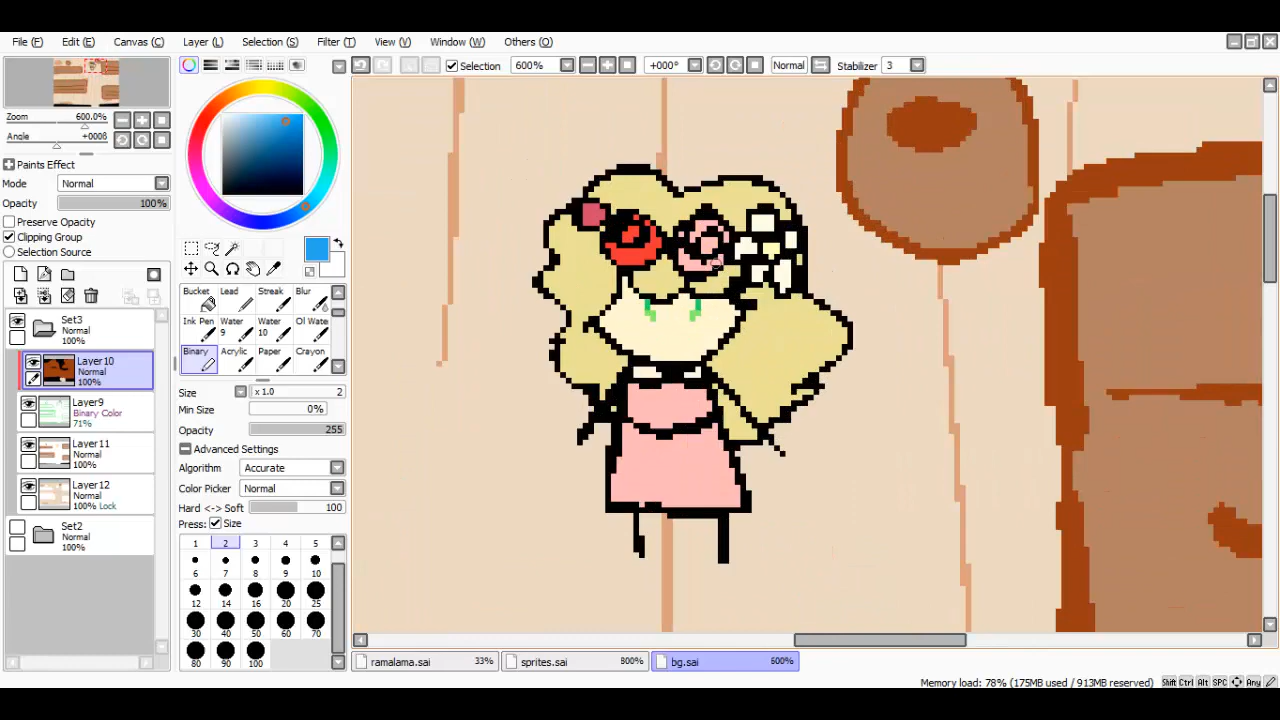 File (F) Edit (E) Canvas (C) Layer (L) Selection (S) Filter (T) View (V) Window (W) Others (O)
Selection 600% +000° Normal Stabilizer 3
Zoom 600.0%
Angle +000ß
Paints Effect
Mode Normal
Opacity 100%
Preserve Opacity
Clipping Group
Selection Source
Set3
Normal
100%
Layer10
Normal
100%
Layer9
Binary Color
71%
Layer11
Normal
100%
Layer12
Normal
100% Lock
Set2
Normal
100%
Bucket Lead Streak Blur
Ink Pen Water 9 Water 10 Ol Wate
Binary Acrylic Paper Crayon
Size x 1.0 2
Min Size 0%
Opacity 255
Advanced Settings
Algorithm Accurate
Color Picker Normal
Hard <-> Soft 100
Press: Size
1 2 3 4 5
6 7 8 9 10
12 14 16 20 25
30 40 50 60 70
80 90 100
ramalama.sai 33% sprites.sai 800% bg.sai 600%
Memory load: 78% (175MB used / 913MB reserved) Shift Ctrl Alt SPC Any